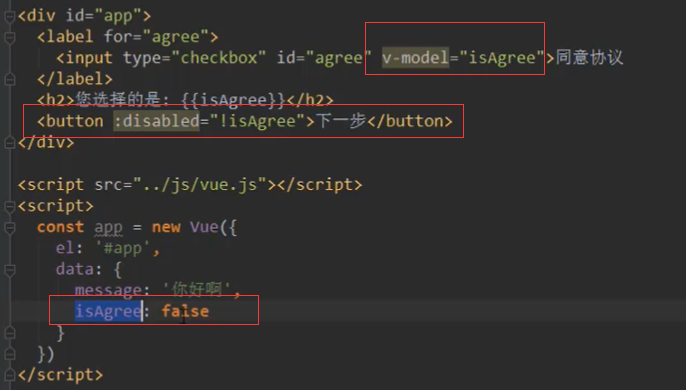 <div id="app">
<label for="agree">
<input type="checkbox" id="agree" v-model="isAgree">同意协议
</label>
<h2>您选择的是: {{isAgree}}</h2>
<button :disabled="!isAgree">下一步</button>
</div>
<script src="../js/vue.js"></script>
<script>
const app = new Vue({
el: '#app',
data: {
message: '你好啊',
isAgree: false
}
})
</script>